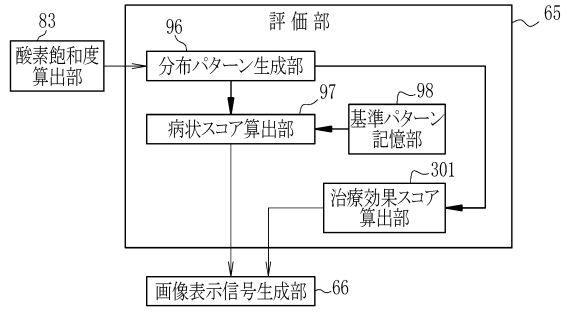 評価部
65
83
酸素飽和度
算出部
96
分布パターン生成部
97
病状スコア算出部
98
基準パターン
記憶部
301
治療効果スコア
算出部
画像表示信号生成部
66